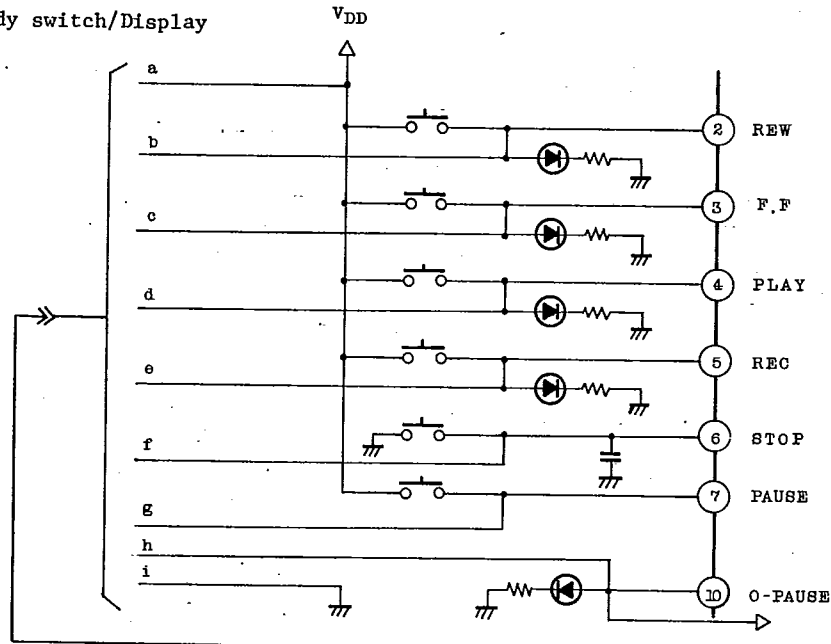 dy switch/Display
VDD
a
b
2 REW
c
3 F.F
d
4 PLAY
e
5 REC
f
6 STOP
g
7 PAUSE
h
i
10 O-PAUSE